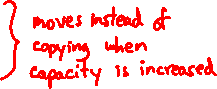 moves instead of
copying when
capacity is increased